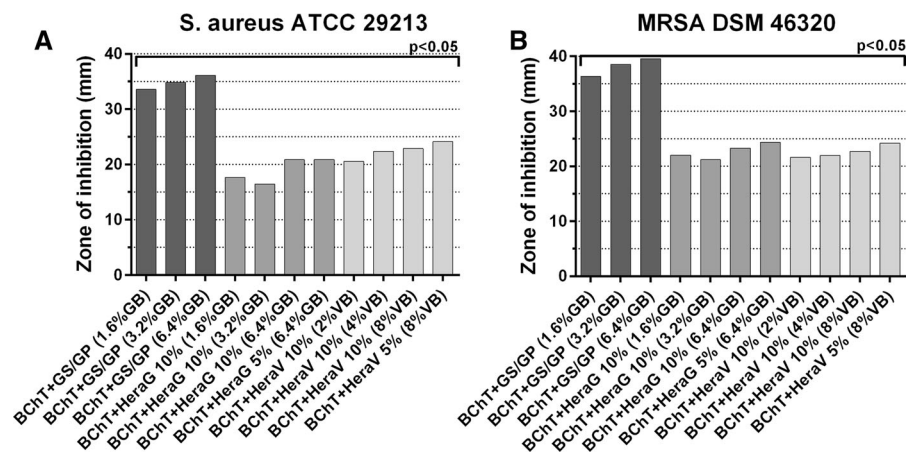 A
S. aureus ATCC 29213
p<0.05
Zone of inhibition (mm)
40
30
20
10
0
BChT+GS/GP (1.6%GB)
BChT+GS/GP (3.2%GB)
BChT+GS/GP (6.4%GB)
BChT+HeraG 10% (1.6%GB)
BChT+HeraG 10% (3.2%GB)
BChT+HeraG 10% (6.4%GB)
BChT+HeraG 5% (6.4%GB)
BChT+HeraV 10% (2%VB)
BChT+HeraV 10% (4%VB)
BChT+HeraV 10% (8%VB)
BChT+HeraV 5% (8%VB)
B
MRSA DSM 46320
p<0.05
Zone of inhibition (mm)
40
30
20
10
0
BChT+GS/GP (1.6%GB)
BChT+GS/GP (3.2%GB)
BChT+GS/GP (6.4%GB)
BChT+HeraG 10% (1.6%GB)
BChT+HeraG 10% (3.2%GB)
BChT+HeraG 10% (6.4%GB)
BChT+HeraG 5% (6.4%GB)
BChT+HeraV 10% (2%VB)
BChT+HeraV 10% (4%VB)
BChT+HeraV 10% (8%VB)
BChT+HeraV 5% (8%VB)